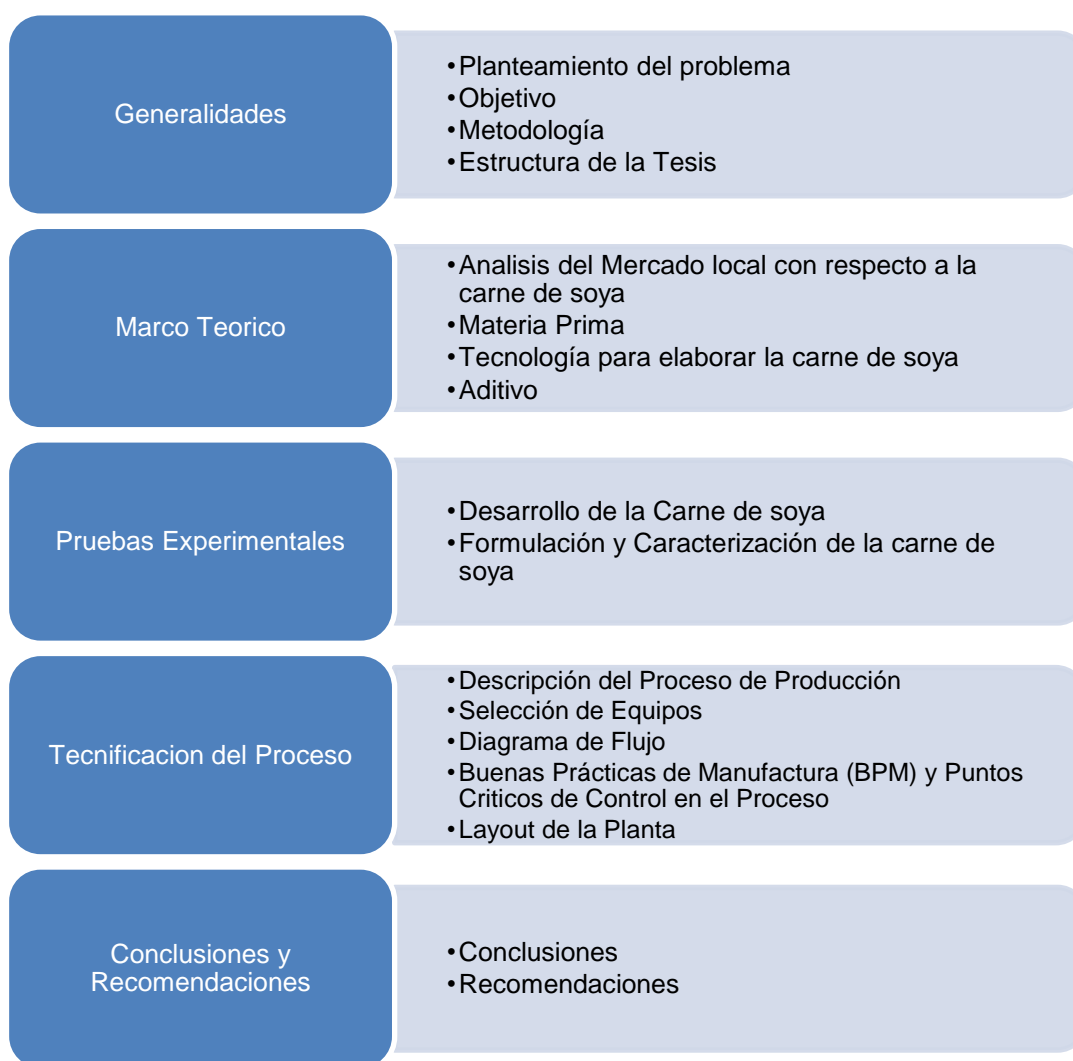 Generalidades
•Planteamiento del problema
•Objetivo
•Metodología
•Estructura de la Tesis
Marco Teorico
•Analisis del Mercado local con respecto a la
carne de soya
•Materia Prima
•Tecnología para elaborar la carne de soya
•Aditivo
Pruebas Experimentales
•Desarrollo de la Carne de soya
•Formulación y Caracterización de la carne de
soya
Tecnificacion del Proceso
•Descripción del Proceso de Producción
•Selección de Equipos
•Diagrama de Flujo
•Buenas Prácticas de Manufactura (BPM) y Puntos
Criticos de Control en el Proceso
•Layout de la Planta
Conclusiones y
Recomendaciones
•Conclusiones
•Recomendaciones